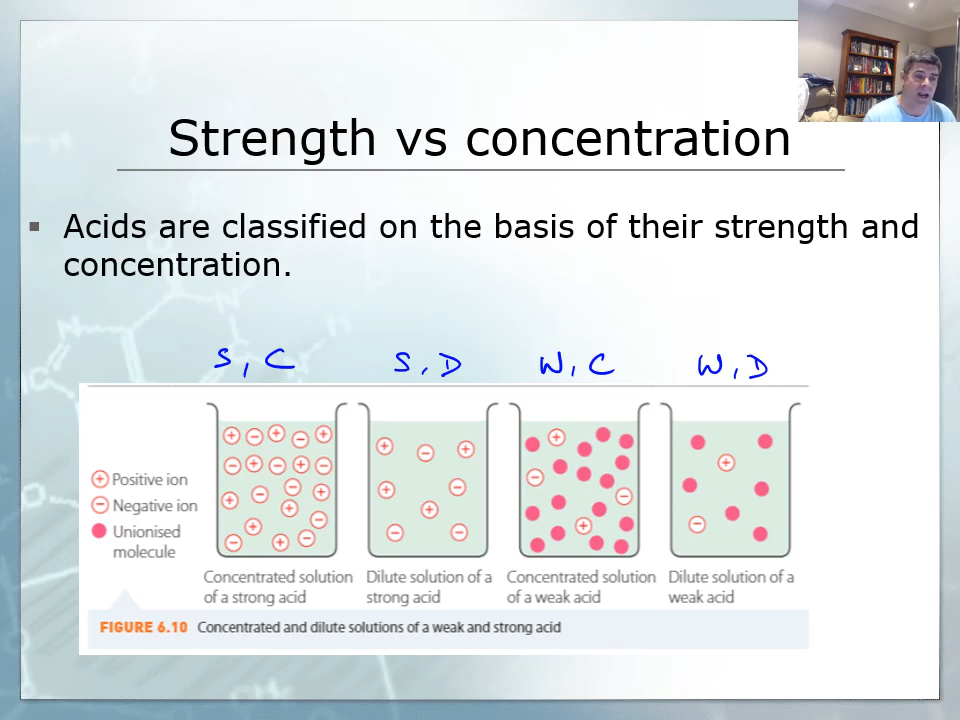 Strength vs concentration
▪ Acids are classified on the basis of their strength and
concentration.
S, C S, D W, C W, D
+ Positive ion
− Negative ion
Unionised
molecule
Concentrated solution
of a strong acid
Dilute solution of a
strong acid
Concentrated solution
of a weak acid
Dilute solution of a
weak acid
FIGURE 6.10 Concentrated and dilute solutions of a weak and strong acid